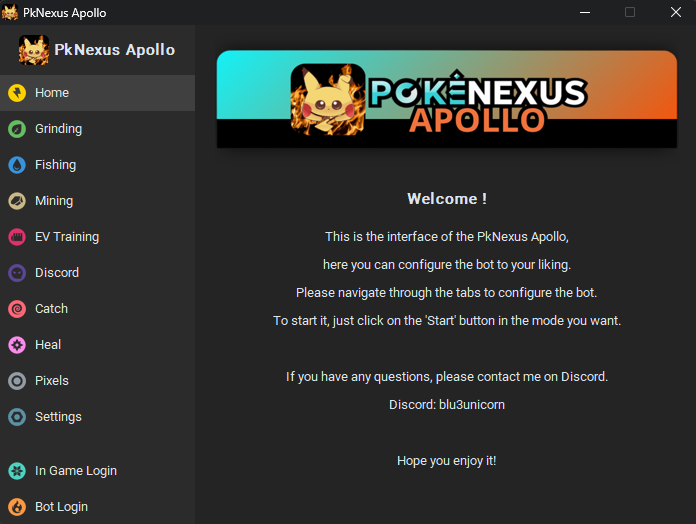 PkNexus Apollo
PkNexus Apollo
Home
Grinding
Fishing
Mining
EV Training
Discord
Catch
Heal
Pixels
Settings
In Game Login
Bot Login
POKÉNEXUS
APOLLO
Welcome !
This is the interface of the PkNexus Apollo,
here you can configure the bot to your liking.
Please navigate through the tabs to configure the bot.
To start it, just click on the 'Start' button in the mode you want.
If you have any questions, please contact me on Discord.
Discord: blu3unicorn
Hope you enjoy it!